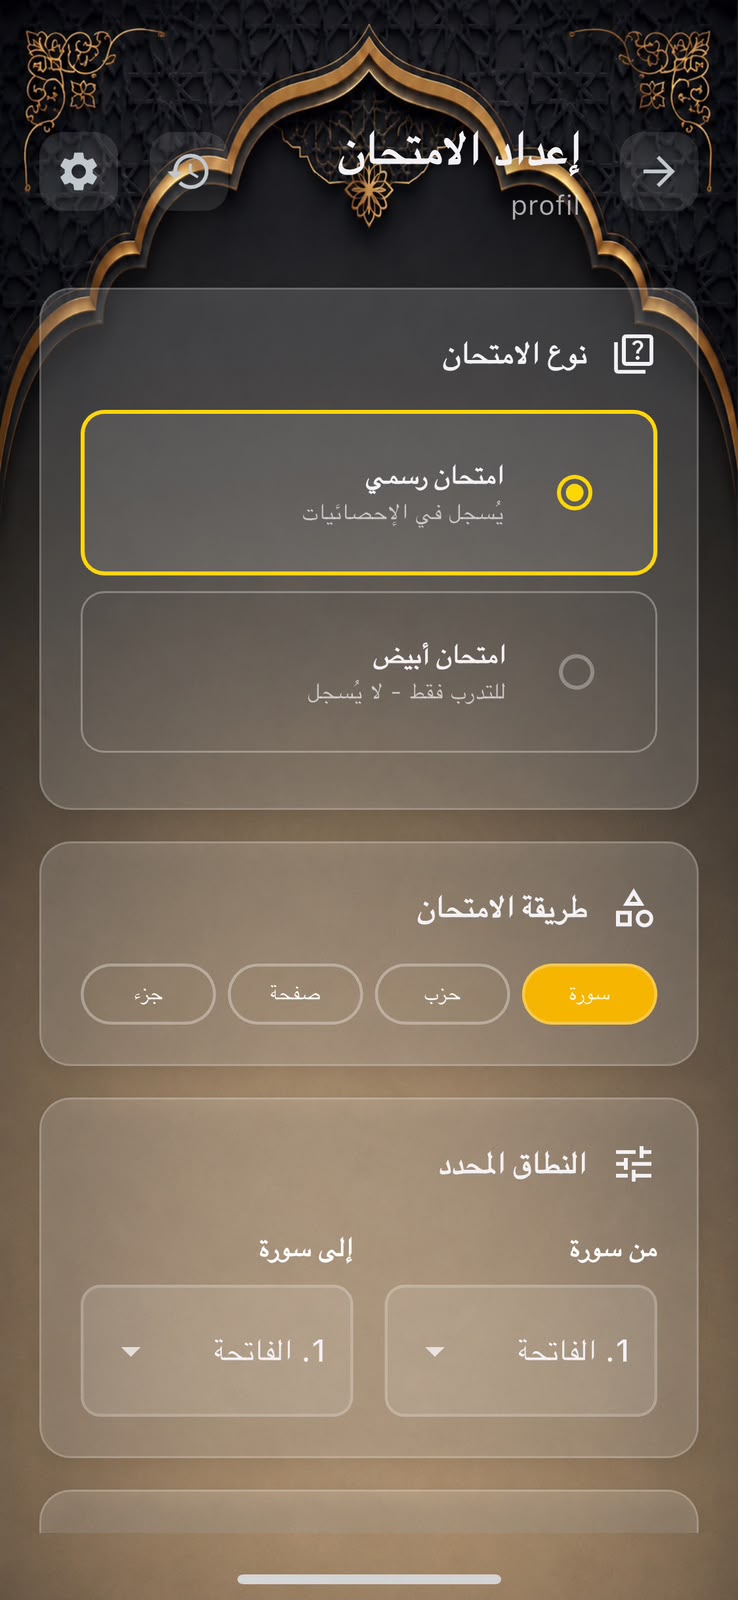 إعداد الامتحان
profil
نوع الامتحان
امتحان رسمي
يُسجل في الإحصائيات
امتحان أبيض
للتدرب فقط - لا يُسجل
طريقة الامتحان
سورة حزب صفحة جزء
النطاق المحدد
من سورة إلى سورة
1. الفاتحة 1. الفاتحة